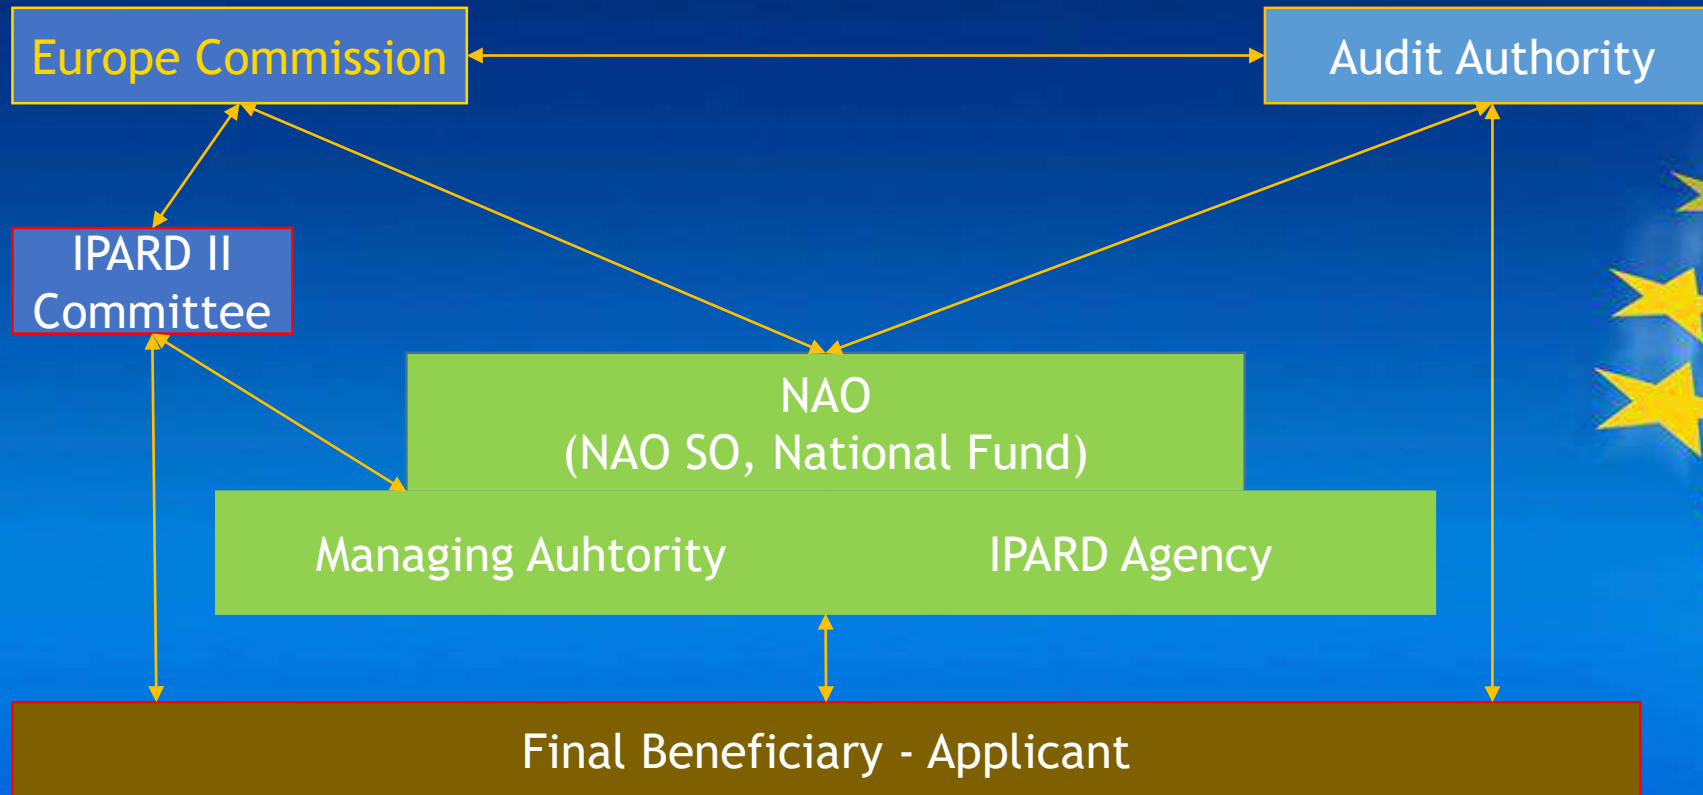 Europe Commission
Audit Authority
IPARD II
Committee
NAO
(NAO SO, National Fund)
Managing Auhtority
IPARD Agency
Final Beneficiary - Applicant